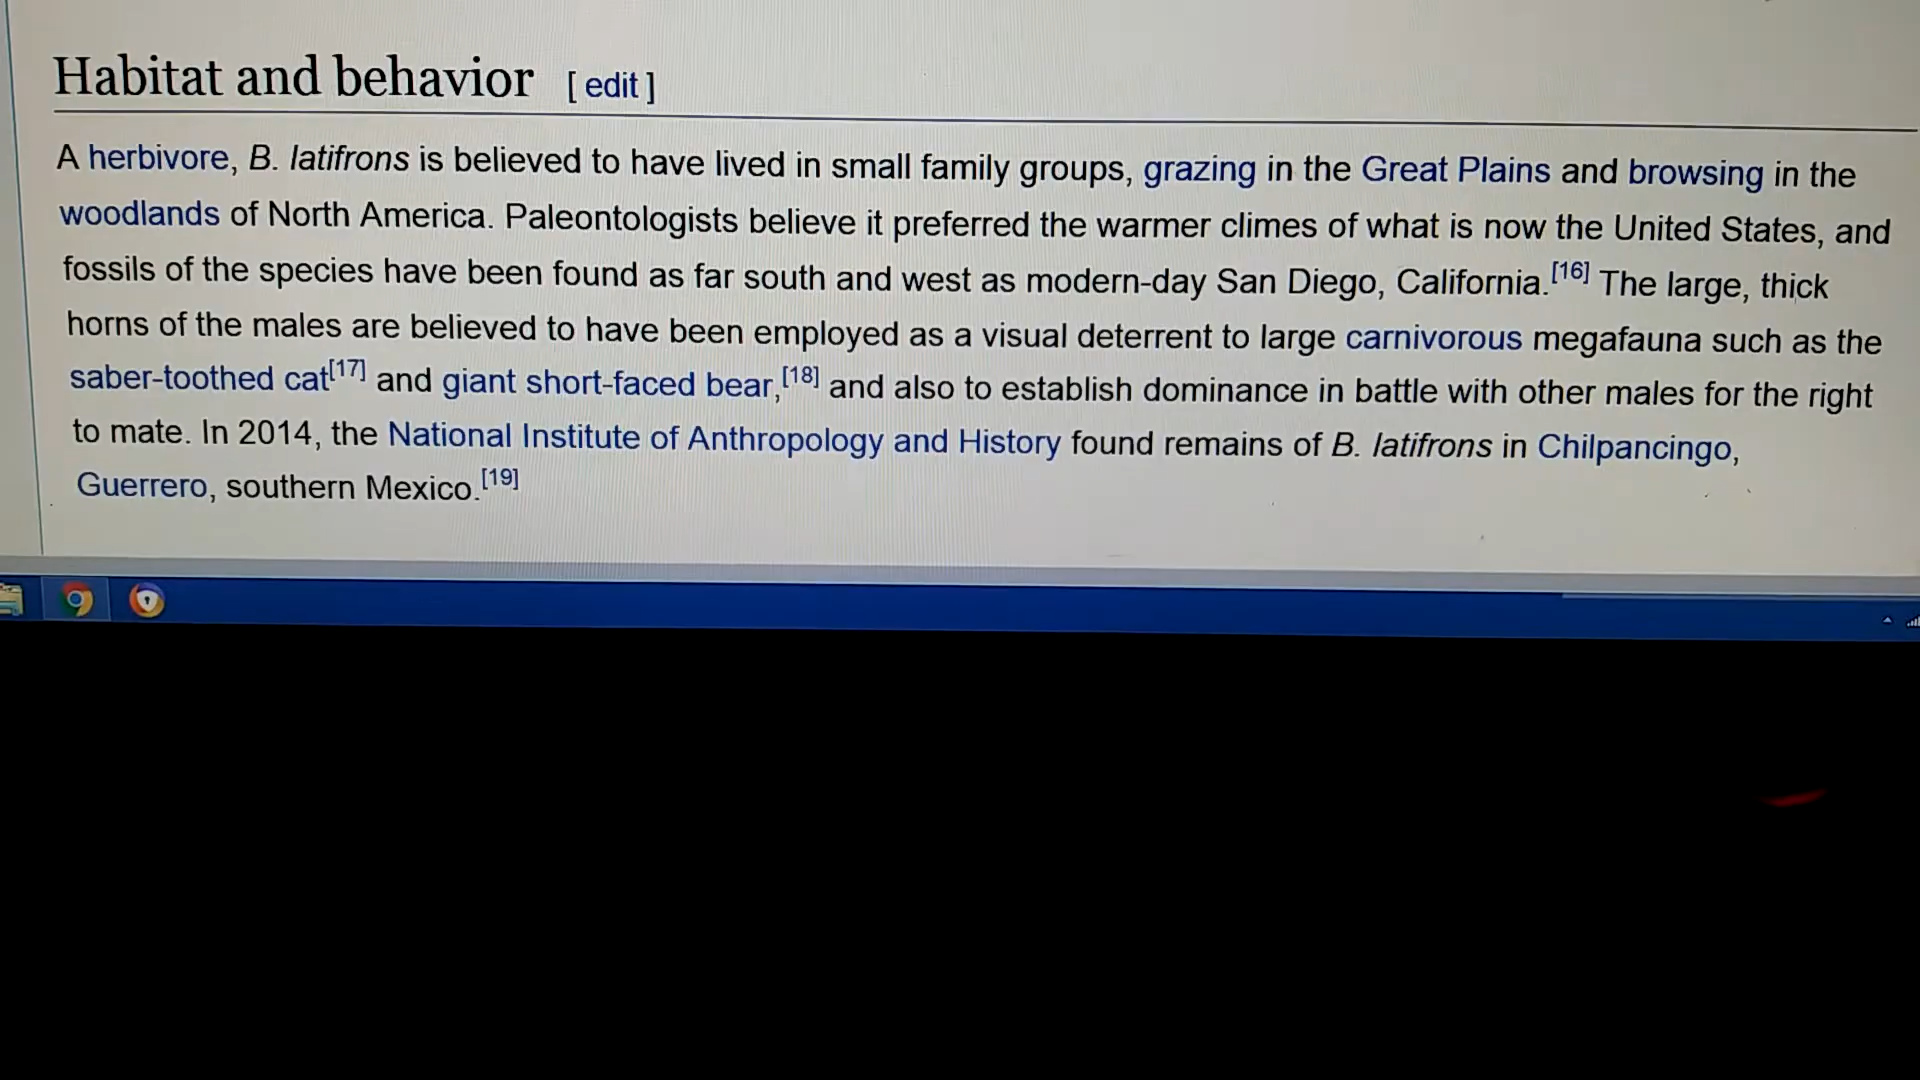 Habitat and behavior [ edit ]
A herbivore, B. latifrons is believed to have lived in small family groups, grazing in the Great Plains and browsing in the
woodlands of North America. Paleontologists believe it preferred the warmer climes of what is now the United States, and
fossils of the species have been found as far south and west as modern-day San Diego, California.[16] The large, thick
horns of the males are believed to have been employed as a visual deterrent to large carnivorous megafauna such as the
saber-toothed cat[17] and giant short-faced bear,[18] and also to establish dominance in battle with other males for the right
to mate. In 2014, the National Institute of Anthropology and History found remains of B. latifrons in Chilpancingo,
Guerrero, southern Mexico.[19]